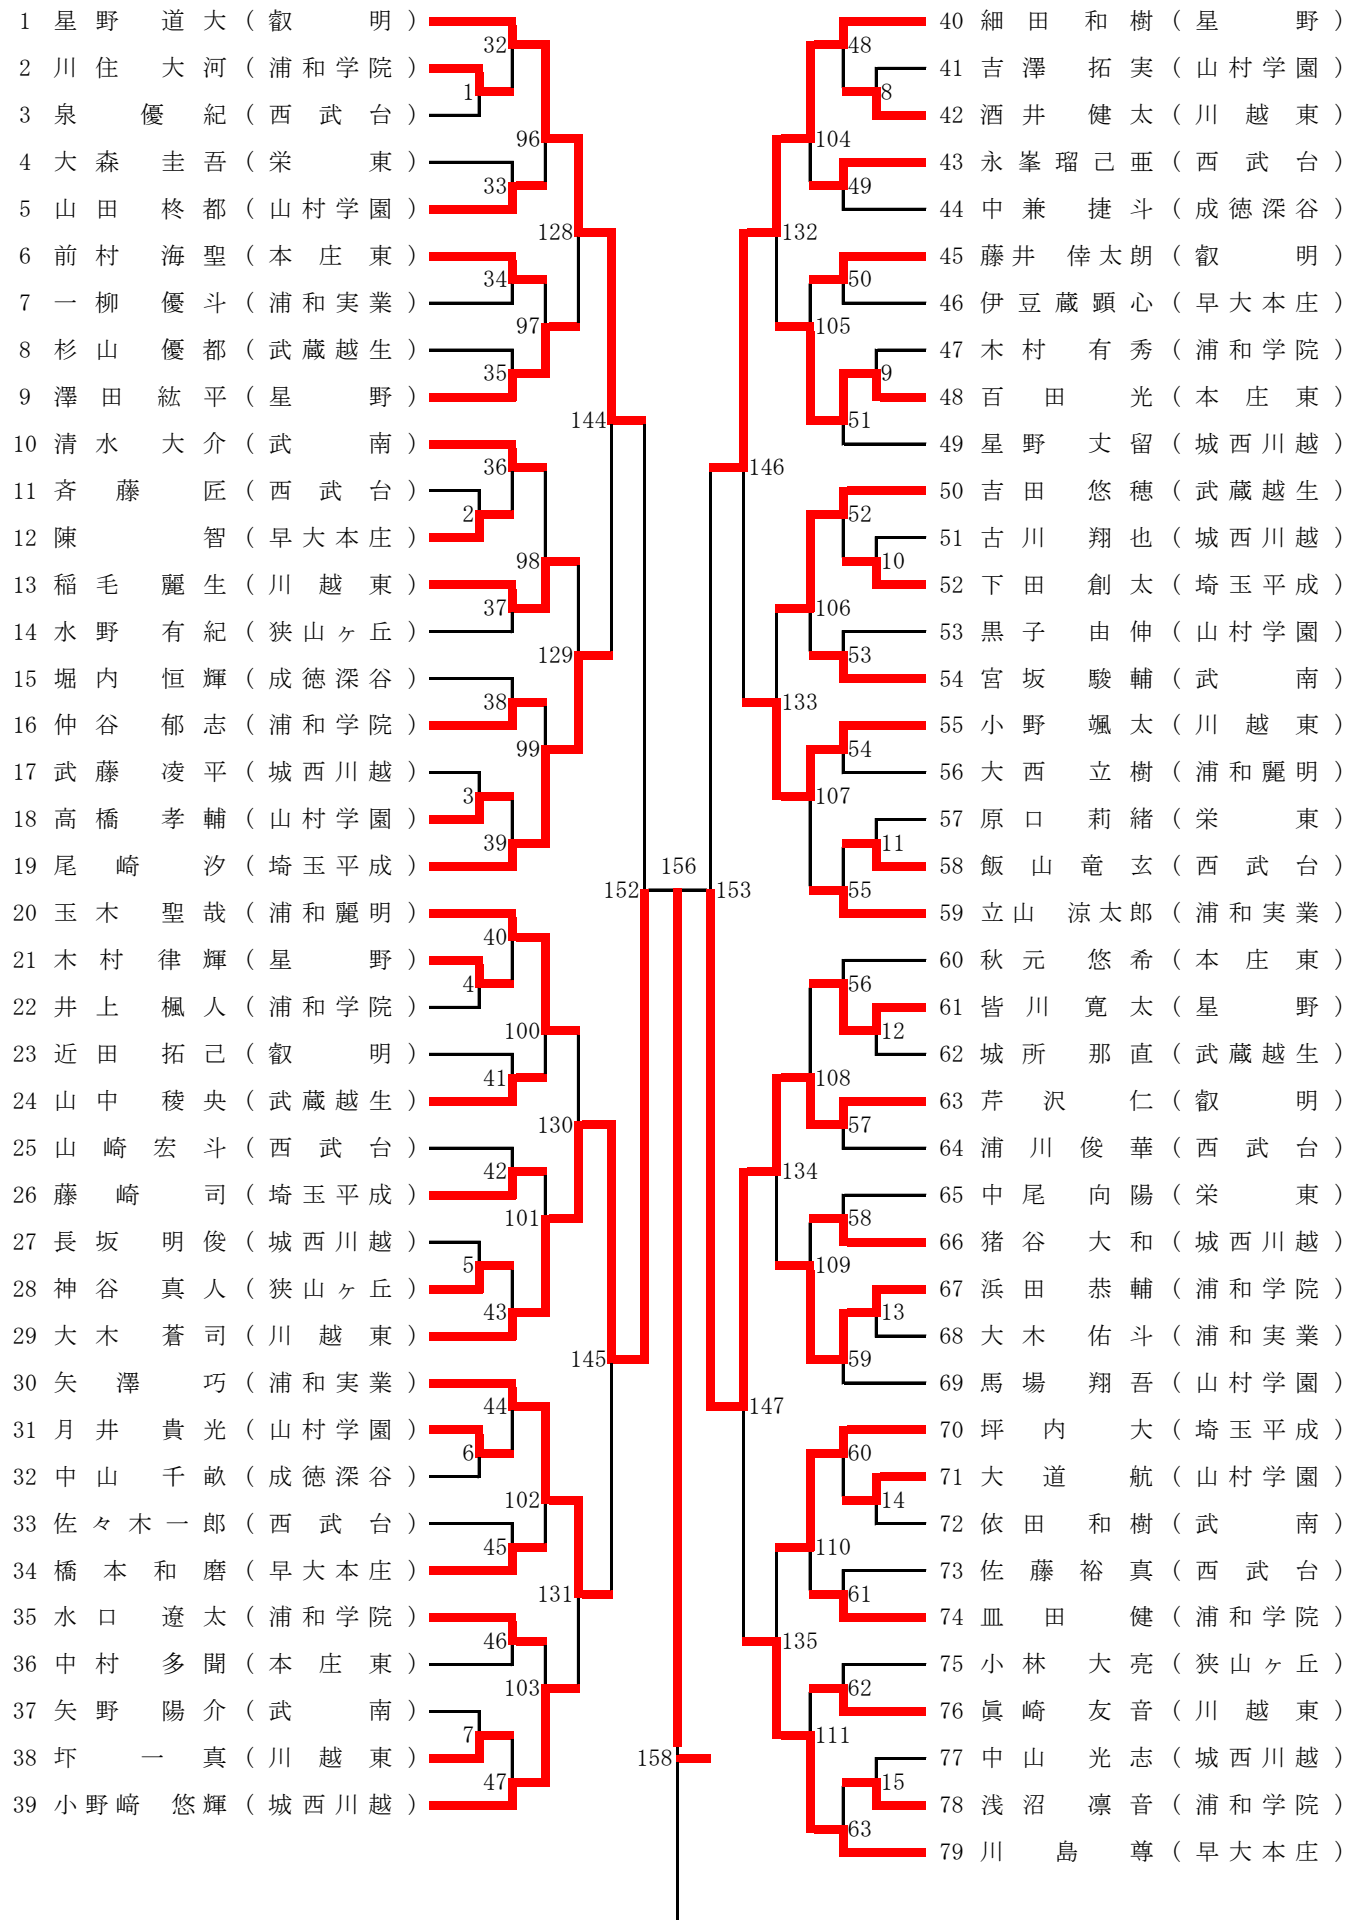 1 星野 道大 ( 叡明 )
2 川住 大河 ( 浦和学院 )
3 泉 優紀 ( 西武台 )
4 大森 圭吾 ( 栄東 )
5 山田 柊都 ( 山村学園 )
6 前村 海聖 ( 本庄東 )
7 一柳 優斗 ( 浦和実業 )
8 杉山 優都 ( 武蔵越生 )
9 澤田 紘平 ( 星野 )
10 清水 大介 ( 武南 )
11 斉藤 匠 ( 西武台 )
12 陳 智 ( 早大本庄 )
13 稲毛 麗生 ( 川越東 )
14 水野 有紀 ( 狭山ヶ丘 )
15 堀内 恒輝 ( 成徳深谷 )
16 仲谷 郁志 ( 浦和学院 )
17 武藤 凌平 ( 城西川越 )
18 高橋 孝輔 ( 山村学園 )
19 尾崎 汐 ( 埼玉平成 )
20 玉木 聖哉 ( 浦和麗明 )
21 木村 律輝 ( 星野 )
22 井上 楓人 ( 浦和学院 )
23 近田 拓己 ( 叡明 )
24 山中 稜央 ( 武蔵越生 )
25 山崎宏斗 ( 西武台 )
26 藤崎 司 ( 埼玉平成 )
27 長坂 明俊 ( 城西川越 )
28 神谷 真人 ( 狭山ヶ丘 )
29 大木 蒼司 ( 川越東 )
30 矢澤 巧 ( 浦和実業 )
31 月井 貴光 ( 山村学園 )
32 中山 千畝 ( 成徳深谷 )
33 佐々木一郎 ( 西武台 )
34 橋本和磨 ( 早大本庄 )
35 水口 遼太 ( 浦和学院 )
36 中村 多聞 ( 本庄東 )
37 矢野 陽介 ( 武南 )
38 坏 一真 ( 川越東 )
39 小野﨑 悠輝 ( 城西川越 )
32
1
96
33
128
34
97
35
144
36
2
98
37
129
38
99
3
39
152
40
4
100
41
130
42
101
5
43
145
44
6
102
45
131
46
103
7
47
156
158
153
48
8
104
49
132
50
105
9
51
146
52
10
106
53
133
54
107
11
55
56
12
108
57
134
58
109
13
59
147
60
14
110
61
135
62
111
15
63
40 細田 和樹 ( 星野 )
41 吉澤 拓実 ( 山村学園 )
42 酒井 健太 ( 川越東 )
43 永峯瑠己亜 ( 西武台 )
44 中兼 捷斗 ( 成徳深谷 )
45 藤井 倖太朗 ( 叡明 )
46 伊豆蔵顕心 ( 早大本庄 )
47 木村 有秀 ( 浦和学院 )
48 百田 光 ( 本庄東 )
49 星野 丈留 ( 城西川越 )
50 吉田 悠穂 ( 武蔵越生 )
51 古川 翔也 ( 城西川越 )
52 下田 創太 ( 埼玉平成 )
53 黒子 由伸 ( 山村学園 )
54 宮坂 駿輔 ( 武南 )
55 小野 颯太 ( 川越東 )
56 大西 立樹 ( 浦和麗明 )
57 原口 莉緒 ( 栄東 )
58 飯山竜玄 ( 西武台 )
59 立山 涼太郎 ( 浦和実業 )
60 秋元 悠希 ( 本庄東 )
61 皆川 寛太 ( 星野 )
62 城所 那直 ( 武蔵越生 )
63 芹沢 仁 ( 叡明 )
64 浦川俊華 ( 西武台 )
65 中尾 向陽 ( 栄東 )
66 猪谷 大和 ( 城西川越 )
67 浜田 恭輔 ( 浦和学院 )
68 大木 佑斗 ( 浦和実業 )
69 馬場 翔吾 ( 山村学園 )
70 坪内 大 ( 埼玉平成 )
71 大道 航 ( 山村学園 )
72 依田 和樹 ( 武南 )
73 佐藤裕真 ( 西武台 )
74 皿田 健 ( 浦和学院 )
75 小林 大亮 ( 狭山ヶ丘 )
76 眞崎 友音 ( 川越東 )
77 中山 光志 ( 城西川越 )
78 浅沼 凛音 ( 浦和学院 )
79 川島 尊 ( 早大本庄 )